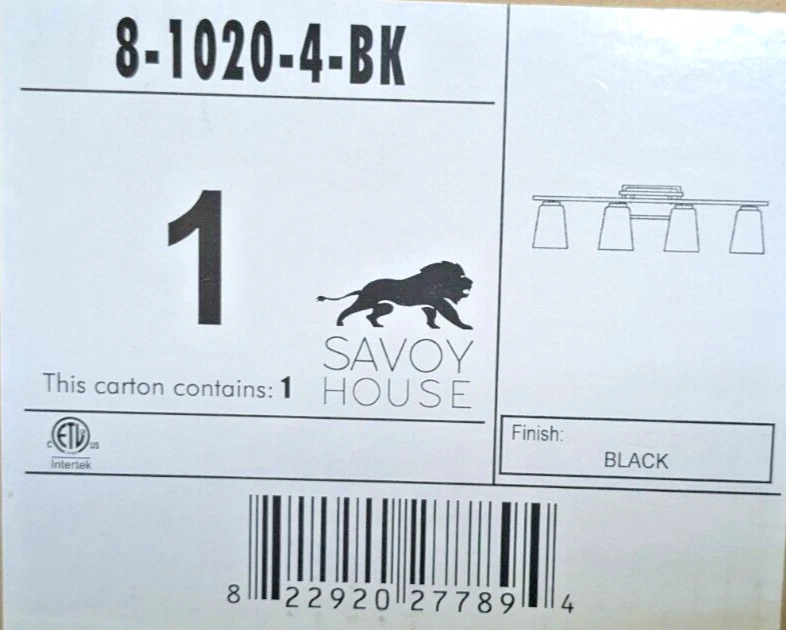 8-1020-4-BK
1
SAVOY
HOUSE
This carton contains: 1
c ETL us
Intertek
Finish:
BLACK
8 22920 27789 4